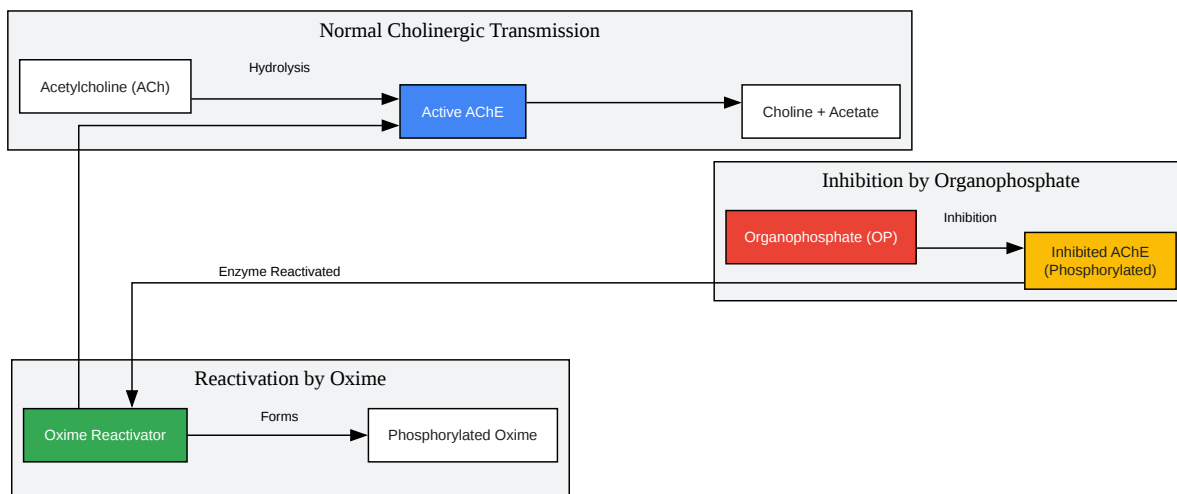 Normal Cholinergic Transmission
Acetylcholine (ACh)
Hydrolysis
Active AChE
Choline + Acetate
Inhibition by Organophosphate
Organophosphate (OP)
Inhibition
Inhibited AChE
(Phosphorylated)
Enzyme Reactivated
Reactivation by Oxime
Oxime Reactivator
Forms
Phosphorylated Oxime